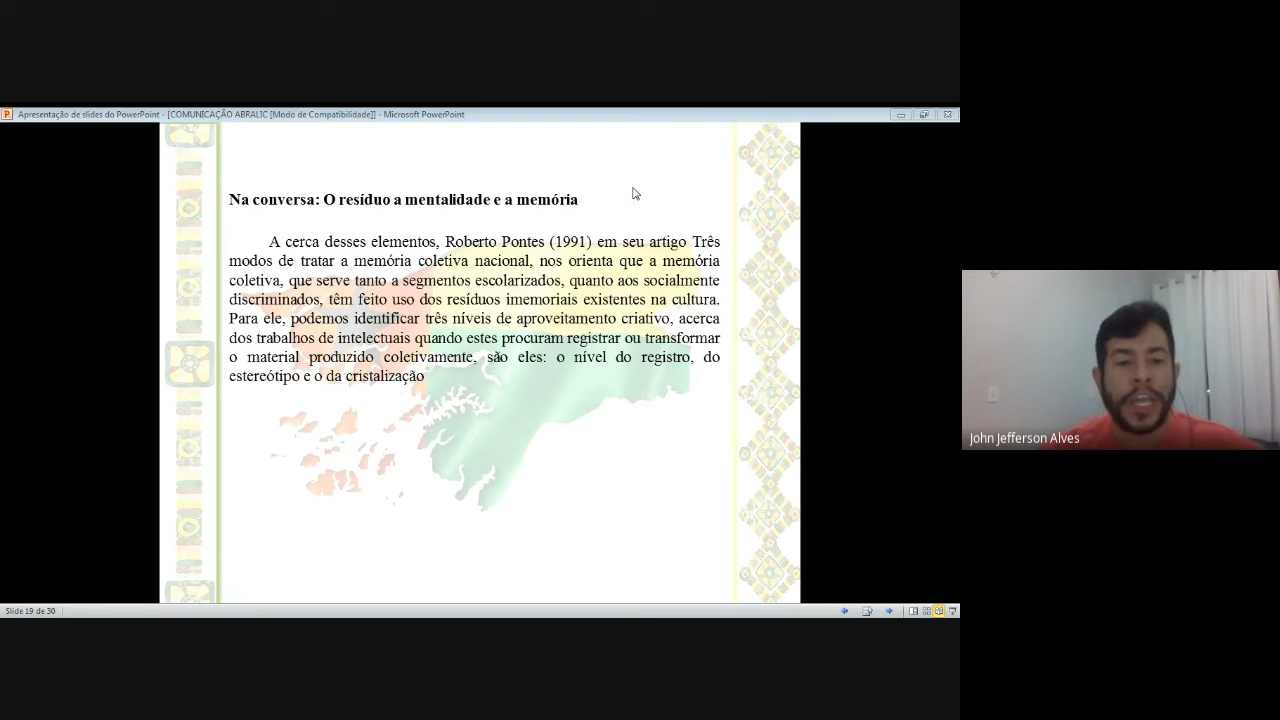 Apresentação de slides do PowerPoint - [COMUNICAÇÃO ABRALIC [Modo de Compatibilidade]] - Microsoft PowerPoint
Na conversa: O resíduo a mentalidade e a memória
A cerca desses elementos, Roberto Pontes (1991) em seu artigo Três
modos de tratar a memória coletiva nacional, nos orienta que a memória
coletiva, que serve tanto a segmentos escolarizados, quanto aos socialmente
discriminados, têm feito uso dos resíduos imemoriais existentes na cultura.
Para ele, podemos identificar três níveis de aproveitamento criativo, acerca
dos trabalhos de intelectuais quando estes procuram registrar ou transformar
o material produzido coletivamente, são eles: o nível do registro, do
estereótipo e o da cristalização
John Jefferson Alves
Slide 19 de 30